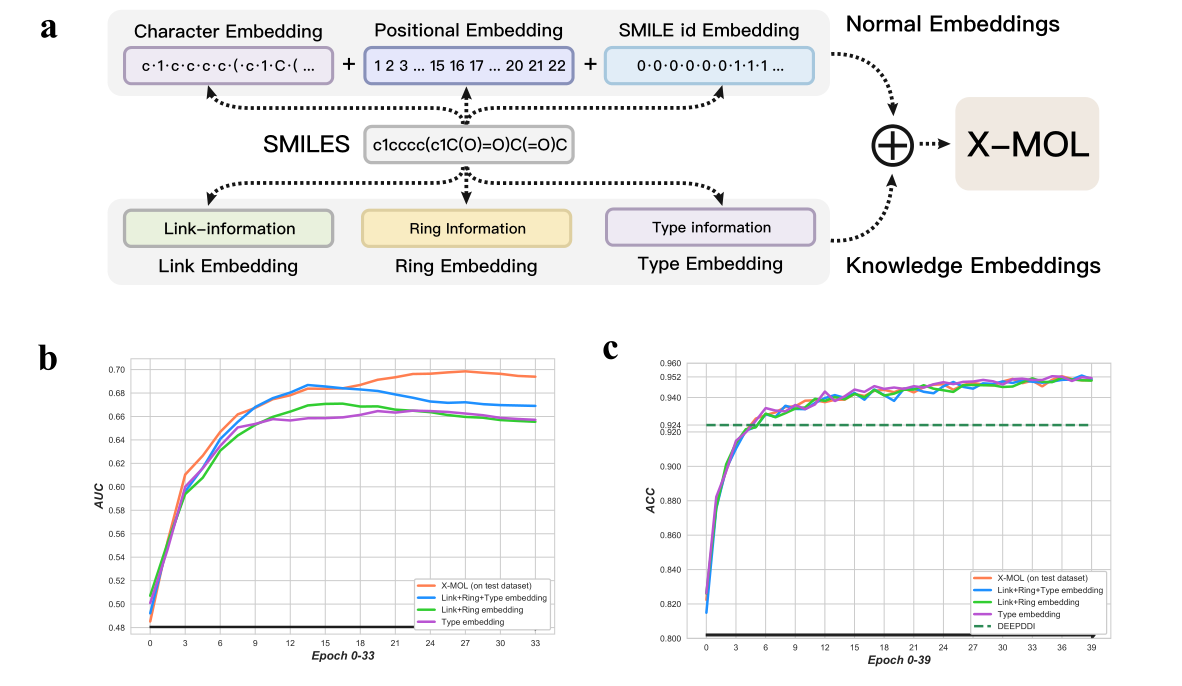 a
Character Embedding
Positional Embedding
SMILE id Embedding
Normal Embeddings
c·1·c·c·c·c·(·c·1·C·( ...
+
1 2 3 ... 15 16 17 ... 20 21 22
+
0·0·0·0·0·0·1·1·1 ...
SMILES
c1cccc(c1C(O)=O)C(=O)C
X-MOL
Link-information
Ring Information
Type information
Link Embedding
Ring Embedding
Type Embedding
Knowledge Embeddings
b
0.70
0.68
0.66
0.64
0.62
0.60
0.58
0.56
0.54
0.52
0.50
0.48
AUC
X-MOL (on test dataset)
Link+Ring+Type embedding
Link+Ring embedding
Type embedding
0 3 6 9 12 15 18 21 24 27 30 33
Epoch 0-33
c
0.960
0.952
0.940
0.924
0.920
0.900
0.880
0.860
0.840
0.820
0.800
ACC
X-MOL (on test dataset)
Link+Ring+Type embedding
Link+Ring embedding
Type embedding
DEEPDDI
0 3 6 9 12 15 18 21 24 27 30 33 36 39
Epoch 0-39